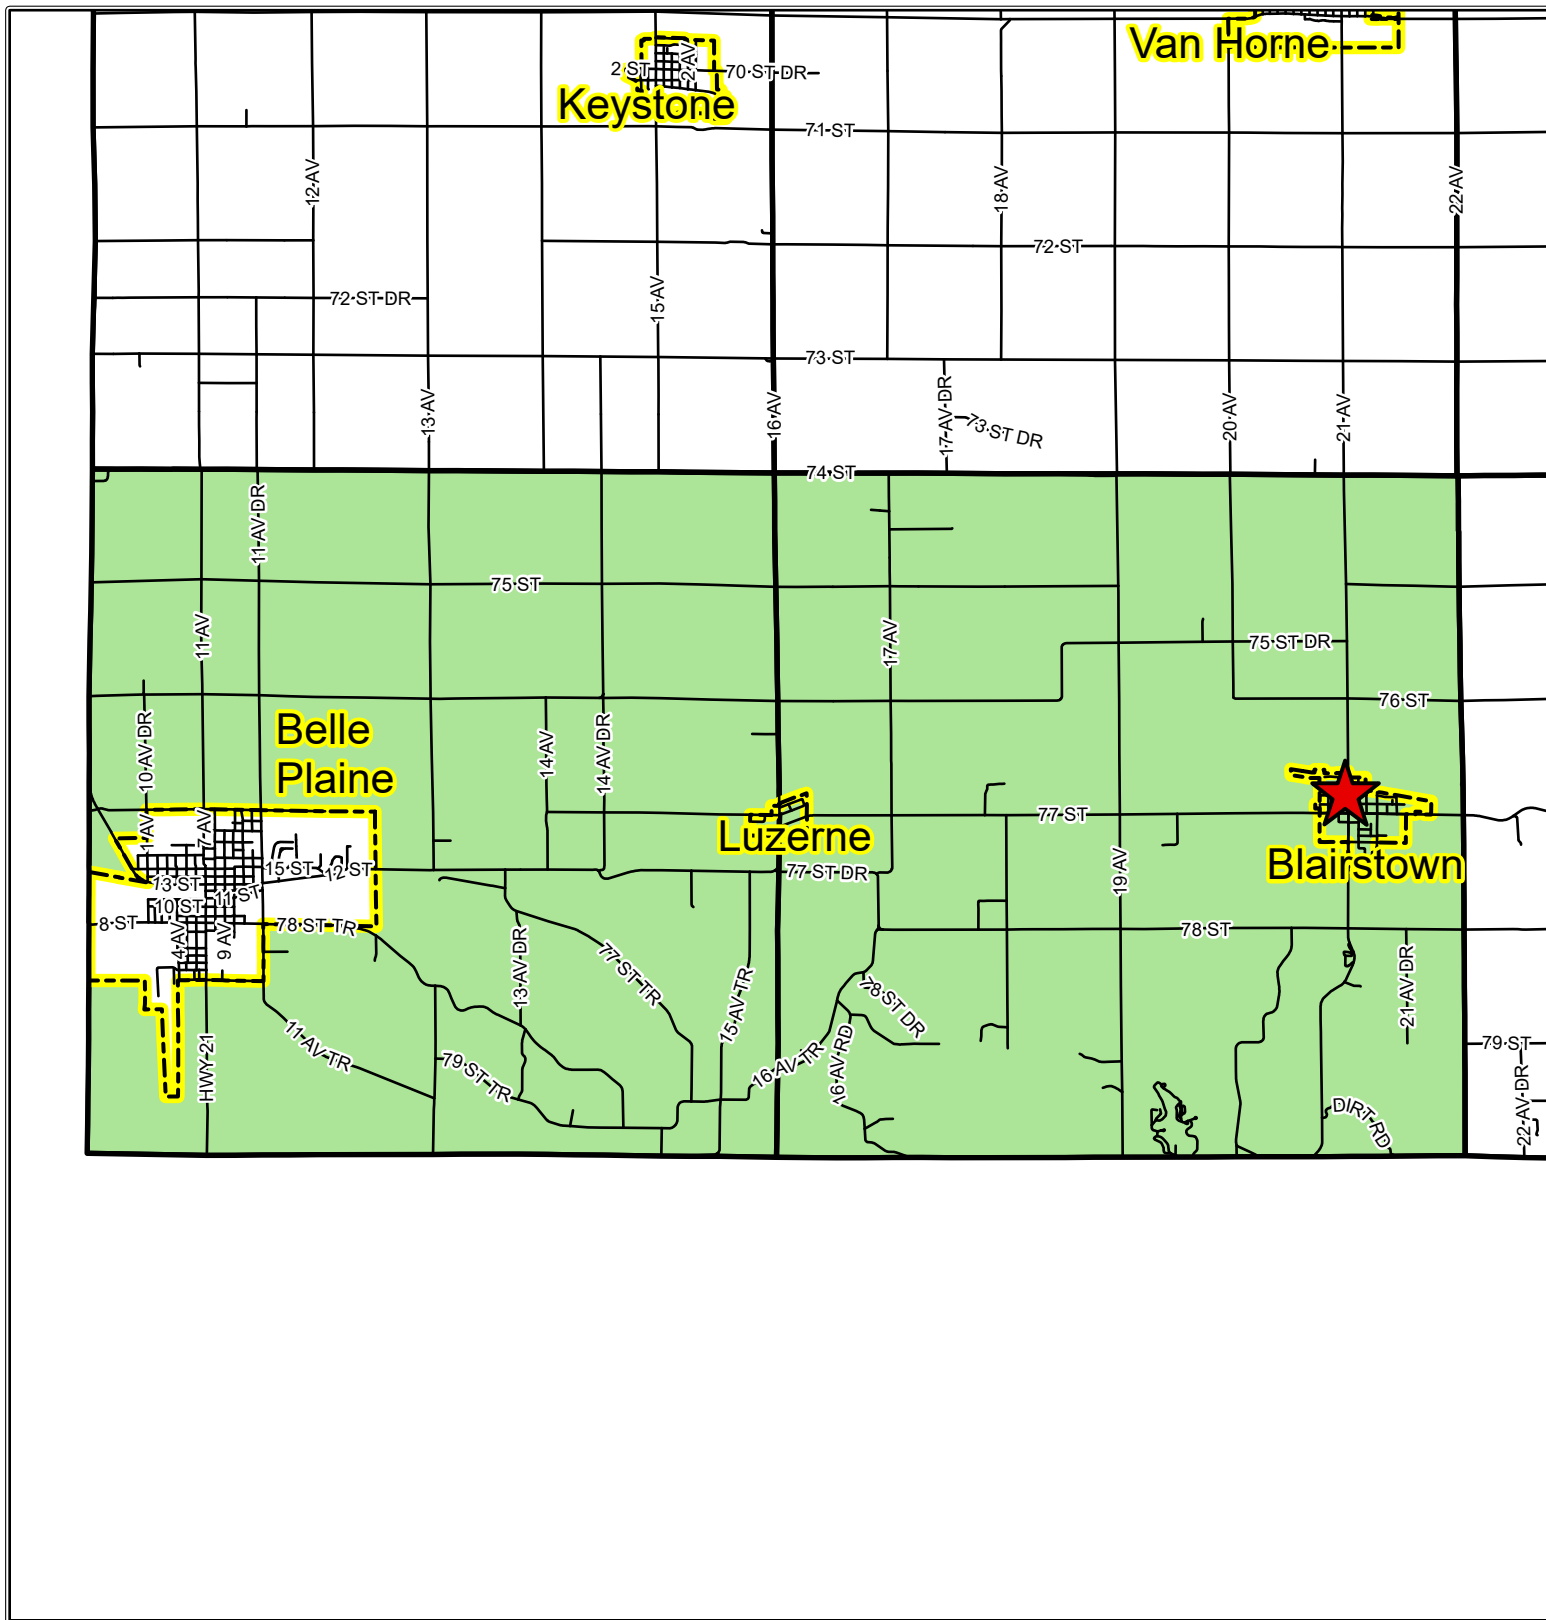 Van Horne
2 ST
2 AV
70 ST DR
Keystone
71 ST
12 AV
18 AV
22 AV
72 ST
72 ST DR
15 AV
73 ST
13 AV
16 AV
17 AV DR
73 ST DR
20 AV
21 AV
74 ST
11 AV DR
75 ST
11 AV
17 AV
75 ST DR
76 ST
10 AV DR
Belle
Plaine
14 AV
14 AV DR
1 AV
7 AV
77 ST
Luzerne
Blairstown
15 ST
12 ST
13 ST
11 ST
77 ST DR
19 AV
10 ST
8 ST
4 AV
9 AV
78 ST TR
78 ST
13 AV DR
77 ST TR
15 AV TR
78 ST DR
21 AV DR
HWY 21
11 AV TR
79 ST TR
16 AV TR
16 AV RD
79 ST
22 AV DR
DIRT RD